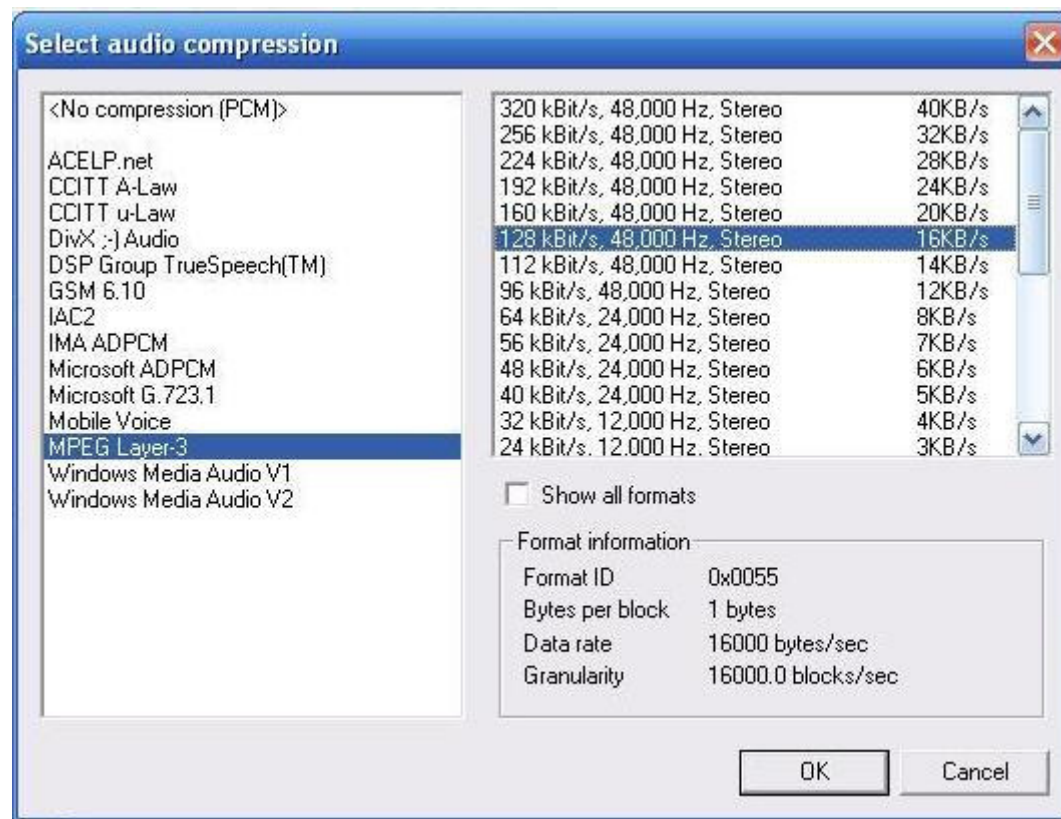 Select audio compression
<No compression (PCM)>
ACELP.net
CCITT A-Law
CCITT u-Law
DivX ;-) Audio
DSP Group TrueSpeech(TM)
GSM 6.10
IAC2
IMA ADPCM
Microsoft ADPCM
Microsoft G.723.1
Mobile Voice
MPEG Layer-3
Windows Media Audio V1
Windows Media Audio V2
320 kBit/s, 48,000 Hz, Stereo 40KB/s
256 kBit/s, 48,000 Hz, Stereo 32KB/s
224 kBit/s, 48,000 Hz, Stereo 28KB/s
192 kBit/s, 48,000 Hz, Stereo 24KB/s
160 kBit/s, 48,000 Hz, Stereo 20KB/s
128 kBit/s, 48,000 Hz, Stereo 16KB/s
112 kBit/s, 48,000 Hz, Stereo 14KB/s
96 kBit/s, 48,000 Hz, Stereo 12KB/s
64 kBit/s, 24,000 Hz, Stereo 8KB/s
56 kBit/s, 24,000 Hz, Stereo 7KB/s
48 kBit/s, 24,000 Hz, Stereo 6KB/s
40 kBit/s, 24,000 Hz, Stereo 5KB/s
32 kBit/s, 12,000 Hz, Stereo 4KB/s
24 kBit/s, 12,000 Hz, Stereo 3KB/s
Show all formats
Format information
Format ID 0x0055
Bytes per block 1 bytes
Data rate 16000 bytes/sec
Granularity 16000.0 blocks/sec
OK Cancel